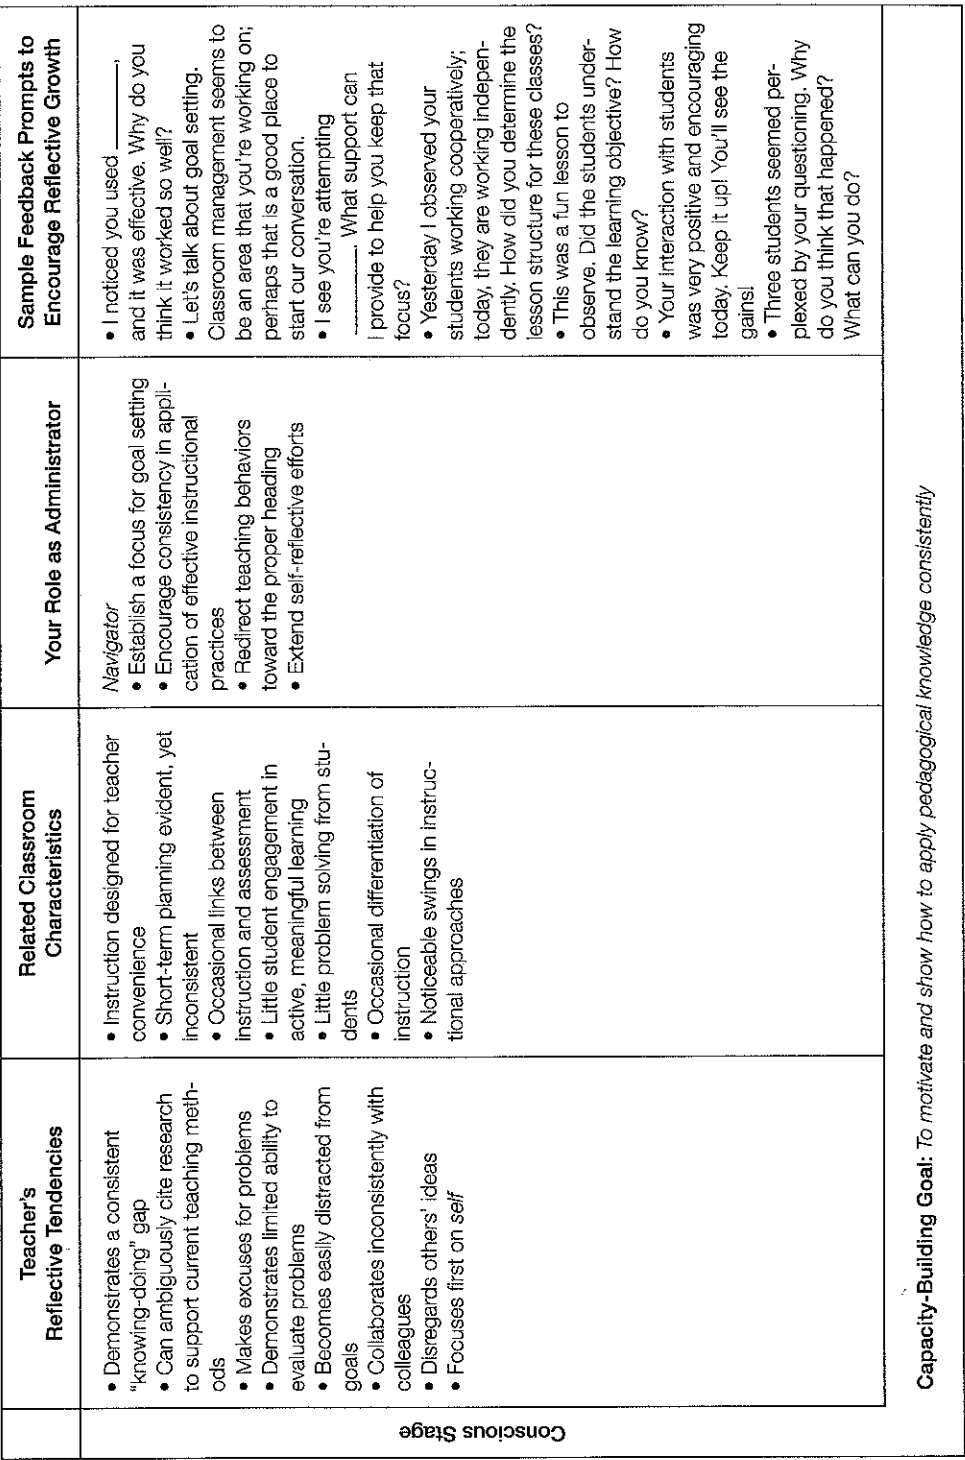 Teacher's
Reflective Tendencies
Related Classroom
Characteristics
Your Role as Administrator
Sample Feedback Prompts to
Encourage Reflective Growth
Conscious Stage
• Demonstrates a consistent
"knowing-doing" gap
• Can ambiguously cite research
to support current teaching meth-
ods
• Makes excuses for problems
• Demonstrates limited ability to
evaluate problems
• Becomes easily distracted from
goals
• Collaborates inconsistently with
colleagues
• Disregards others' ideas
• Focuses first on self
• Instruction designed for teacher
convenience
• Short-term planning evident, yet
inconsistent
• Occasional links between
instruction and assessment
• Little student engagement in
active, meaningful learning
• Little problem solving from stu-
dents
• Occasional differentiation of
instruction
• Noticeable swings in instruc-
tional approaches
Navigator
• Establish a focus for goal setting
• Encourage consistency in appli-
cation of effective instructional
practices
• Redirect teaching behaviors
toward the proper heading
• Extend self-reflective efforts
• I noticed you used ______,
and it was effective. Why do you
think it worked so well?
• Let's talk about goal setting.
Classroom management seems to
be an area that you're working on;
perhaps that is a good place to
start our conversation.
• I see you're attempting
________. What support can
I provide to help you keep that
focus?
• Yesterday I observed your
students working cooperatively;
today, they are working indepen-
dently. How did you determine the
lesson structure for these classes?
• This was a fun lesson to
observe. Did the students under-
stand the learning objective? How
do you know?
• Your interaction with students
was very positive and encouraging
today. Keep it up! You'll see the
gains!
• Three students seemed per-
plexed by your questioning. Why
do you think that happened?
What can you do?
Capacity-Building Goal: To motivate and show how to apply pedagogical knowledge consistently